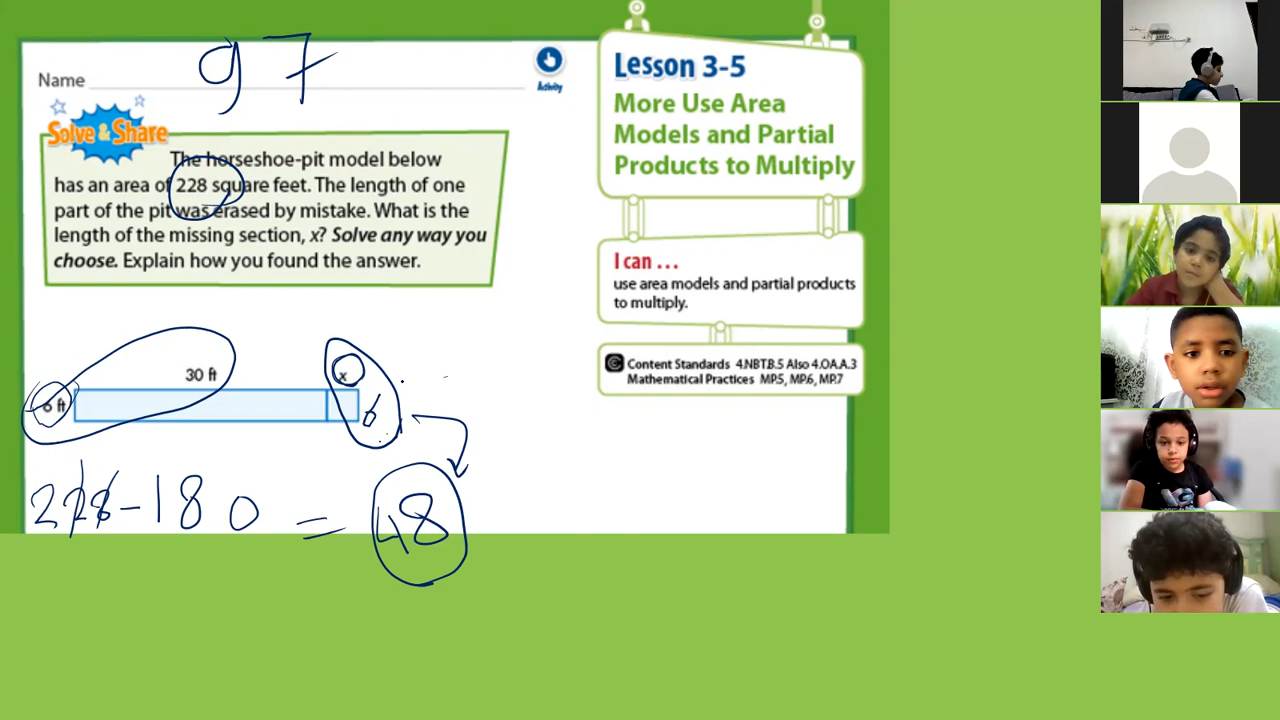 97
Name
Activity
Solve & Share
The horseshoe-pit model below
has an area of 228 square feet. The length of one
part of the pit was erased by mistake. What is the
length of the missing section, x? Solve any way you
choose. Explain how you found the answer.
30 ft
x
6 ft
6
228-180 = 48
Lesson 3-5
More Use Area
Models and Partial
Products to Multiply
I can ...
use area models and partial products
to multiply.
Content Standards 4.NBT.B.5 Also 4.OA.A.3
Mathematical Practices MP.5, MP.6, MP.7